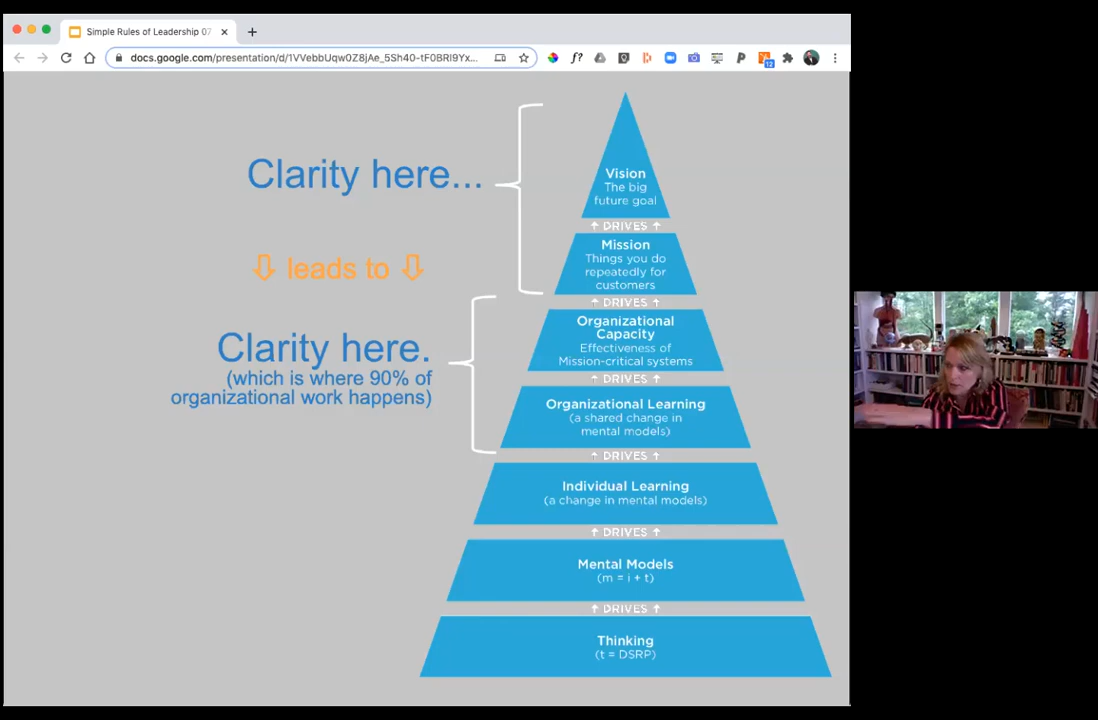 Simple Rules of Leadership 07
docs.google.com/presentation/d/1VVebbUqw0Z8jAe_5Sh40-tF0BRI9Yx...
f?
12
Clarity here...
⇩ leads to ⇩
Clarity here.
(which is where 90% of
organizational work happens)
Vision
The big
future goal
↑ DRIVES ↑
Mission
Things you do
repeatedly for
customers
↑ DRIVES ↑
Organizational
Capacity
Effectiveness of
Mission-critical systems
↑ DRIVES ↑
Organizational Learning
(a shared change in
mental models)
↑ DRIVES ↑
Individual Learning
(a change in mental models)
↑ DRIVES ↑
Mental Models
(m = i + t)
↑ DRIVES ↑
Thinking
(t = DSRP)